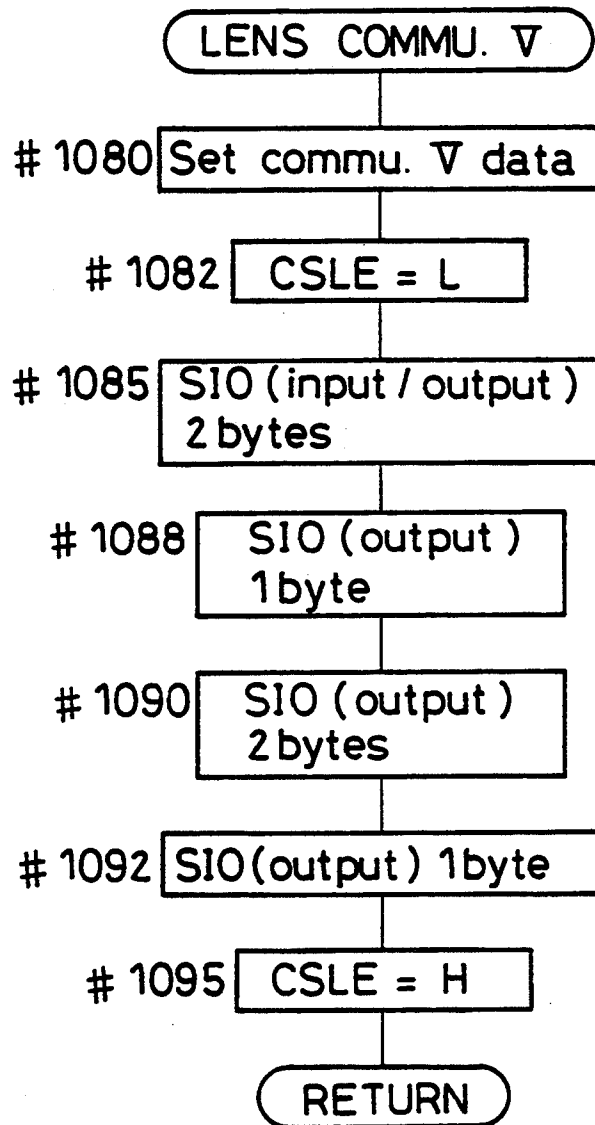 LENS COMMU. V
# 1080 Set commu. V data
# 1082 CSLE = L
# 1085 SIO (input / output)
2 bytes
# 1088 SIO (output)
1 byte
# 1090 SIO (output)
2 bytes
# 1092 SIO (output) 1 byte
# 1095 CSLE = H
RETURN